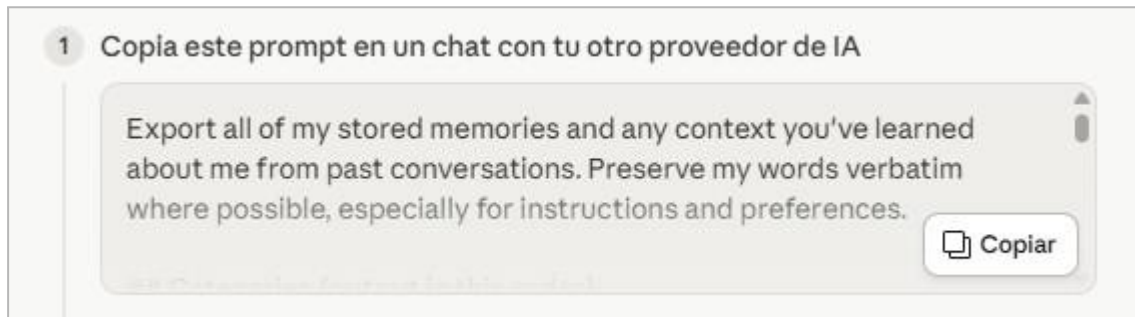 1 Copia este prompt en un chat con tu otro proveedor de IA
Export all of my stored memories and any context you've learned
about me from past conversations. Preserve my words verbatim
where possible, especially for instructions and preferences.
Copiar